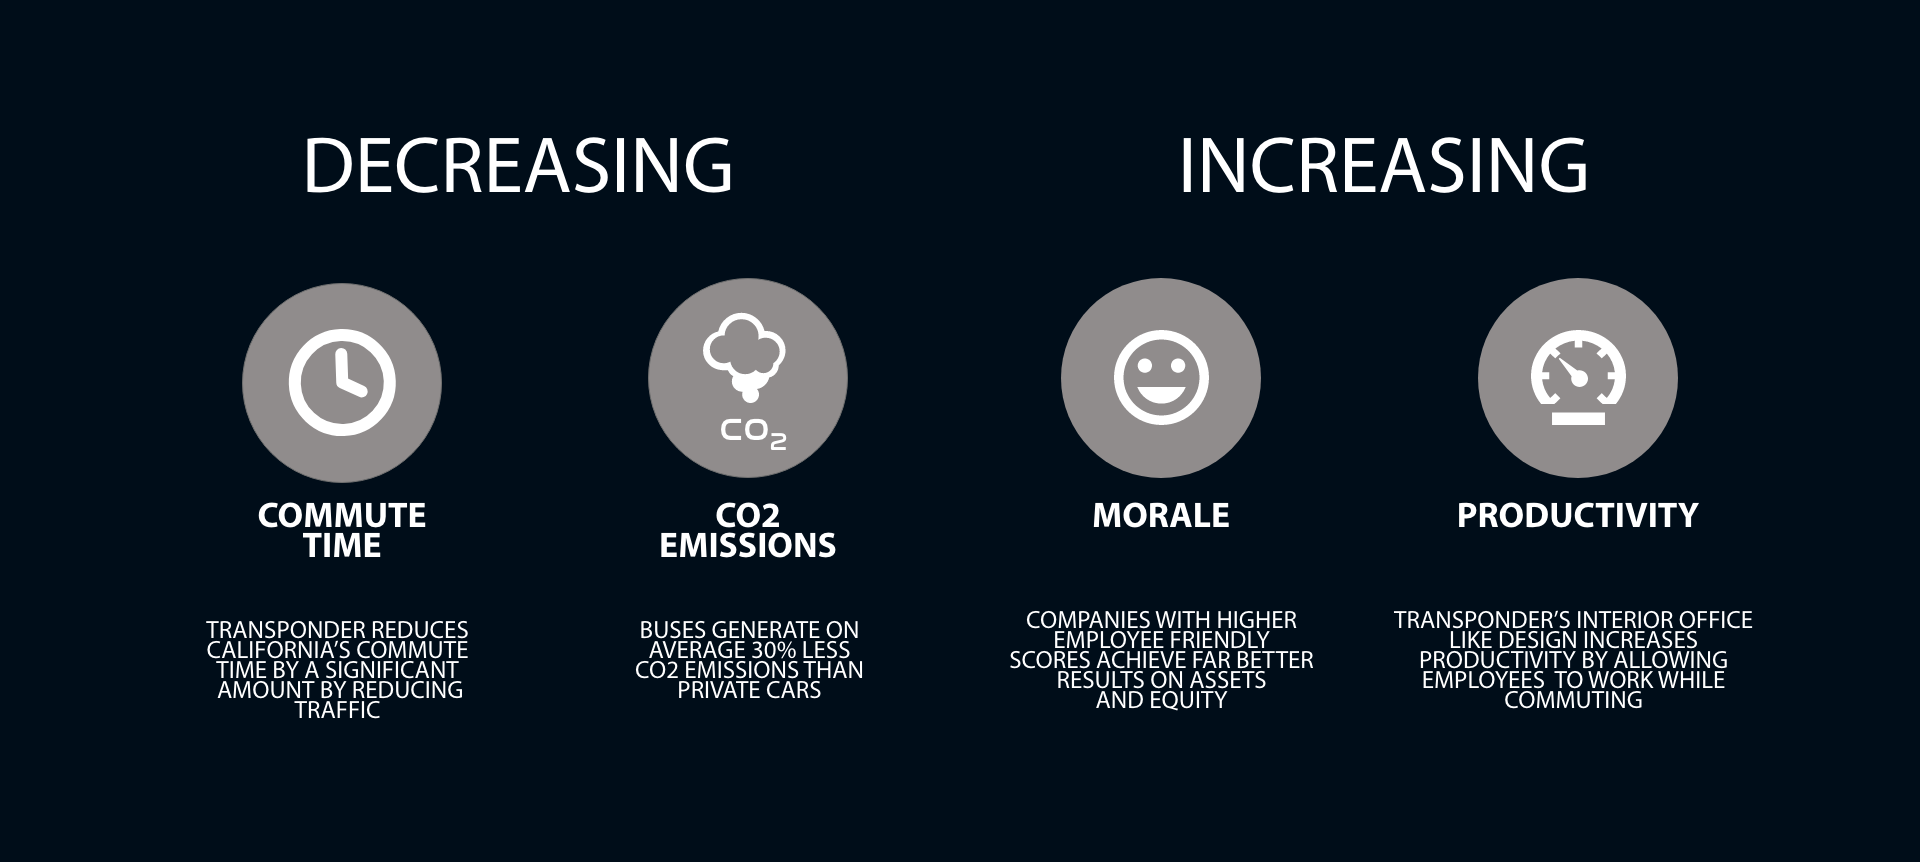 DECREASING
INCREASING
CO2
COMMUTE
TIME
CO2
EMISSIONS
MORALE
PRODUCTIVITY
TRANSPONDER REDUCES
CALIFORNIA’S COMMUTE
TIME BY A SIGNIFICANT
AMOUNT BY REDUCING
TRAFFIC
BUSES GENERATE ON
AVERAGE 30% LESS
CO2 EMISSIONS THAN
PRIVATE CARS
COMPANIES WITH HIGHER
EMPLOYEE FRIENDLY
SCORES ACHIEVE FAR BETTER
RESULTS ON ASSETS
AND EQUITY
TRANSPONDER’S INTERIOR OFFICE
LIKE DESIGN INCREASES
PRODUCTIVITY BY ALLOWING
EMPLOYEES  TO WORK WHILE
COMMUTING